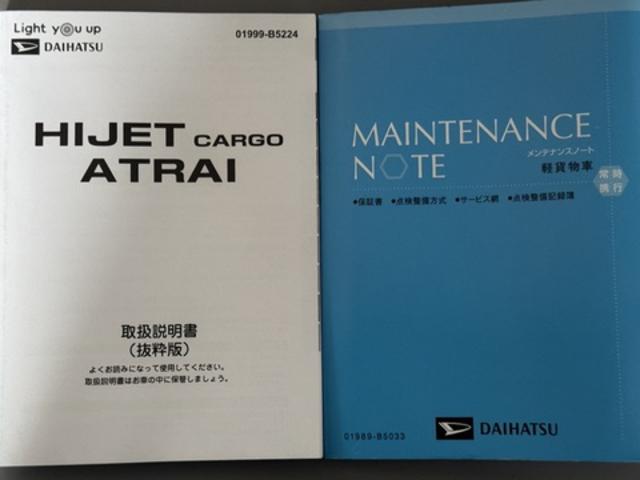 Light you up
DAIHATSU
01999-B5224
HIJET CARGO
ATRAI
取扱説明書
（抜粋版）
よくお読みになって使用してください。
取扱説明書はお車の中に保管しましょう。
MAINTENANCE
NOTE
メンテナンスノート
軽貨物車
常時
携行
●保証書 ●点検整備方式 ●サービス網 ●点検整備記録簿
01989-B5033
DAIHATSU